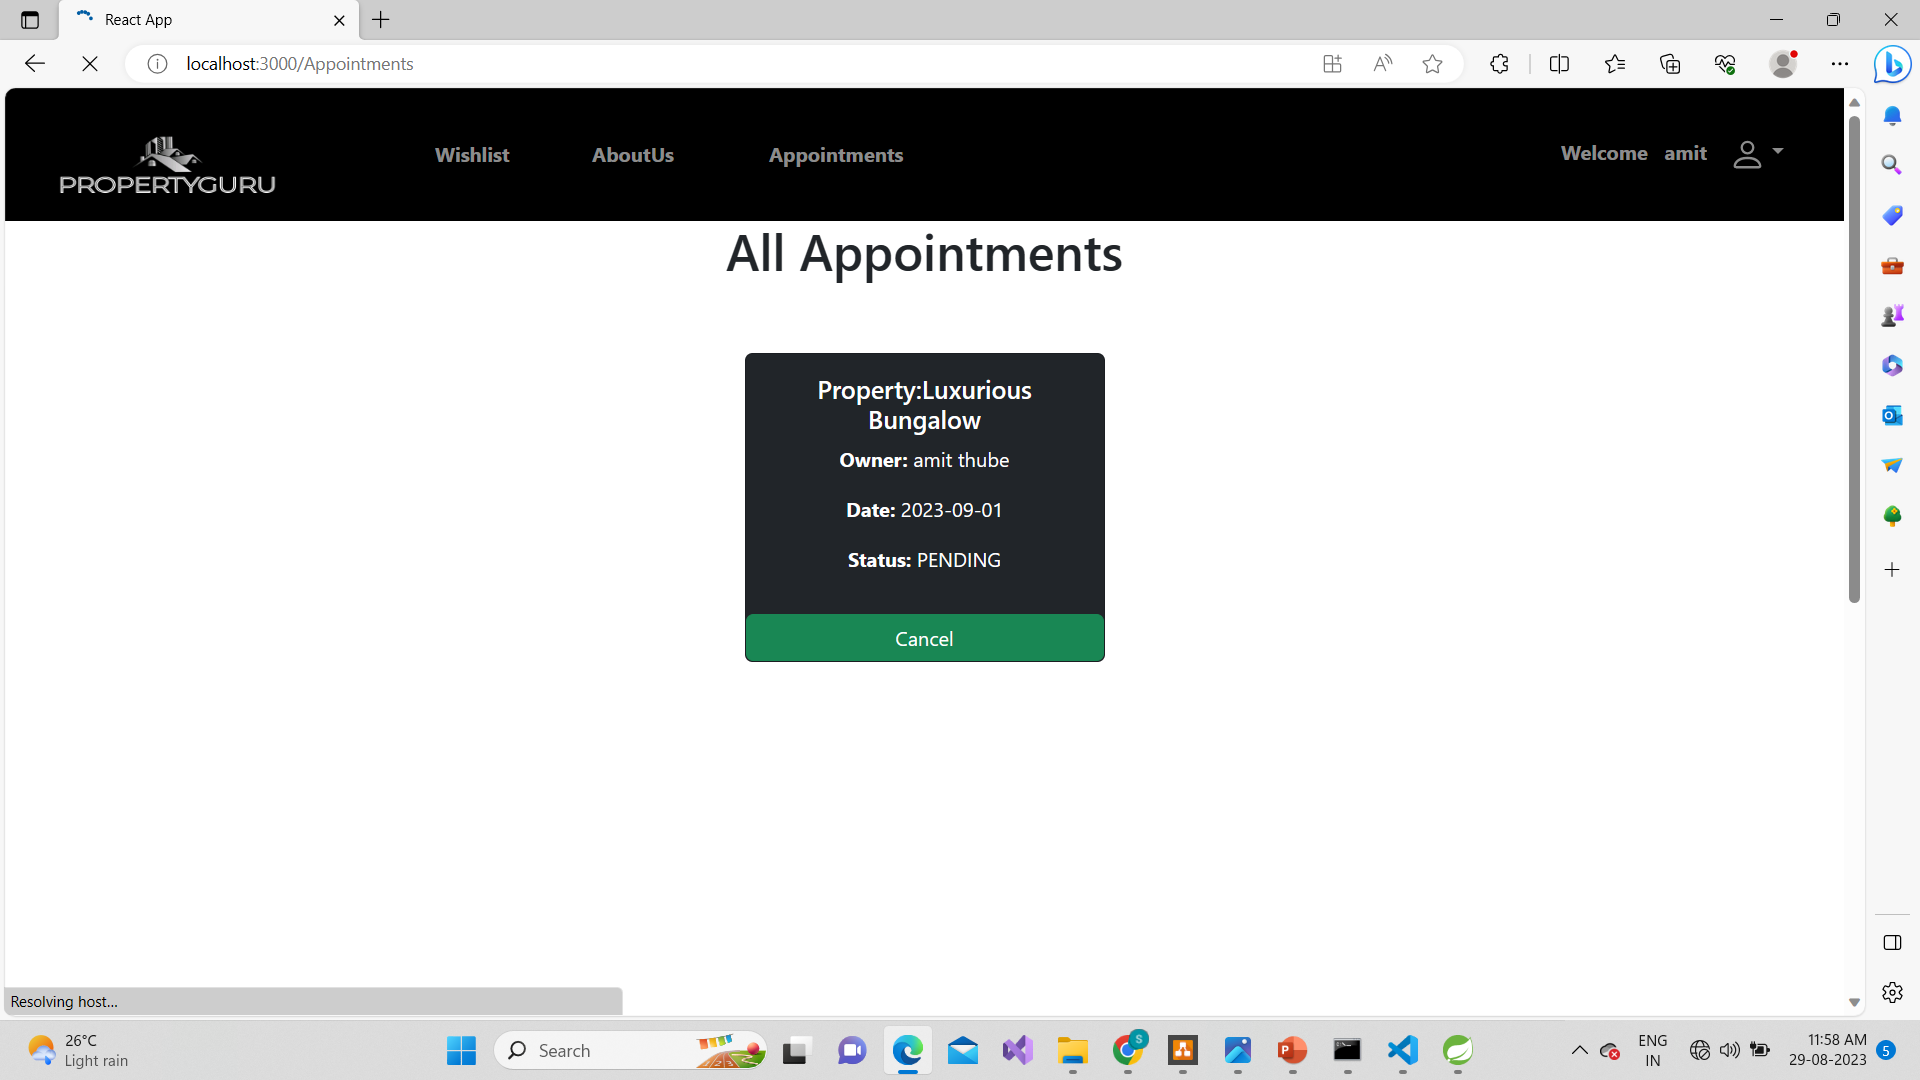 React App
localhost:3000/Appointments
PROPERTYGURU
Wishlist
AboutUs
Appointments
Welcome amit
All Appointments
Property:Luxurious
Bungalow
Owner: amit thube
Date: 2023-09-01
Status: PENDING
Cancel
Resolving host...
26°C
Light rain
Search
S
ENG
IN
11:58 AM
29-08-2023
5